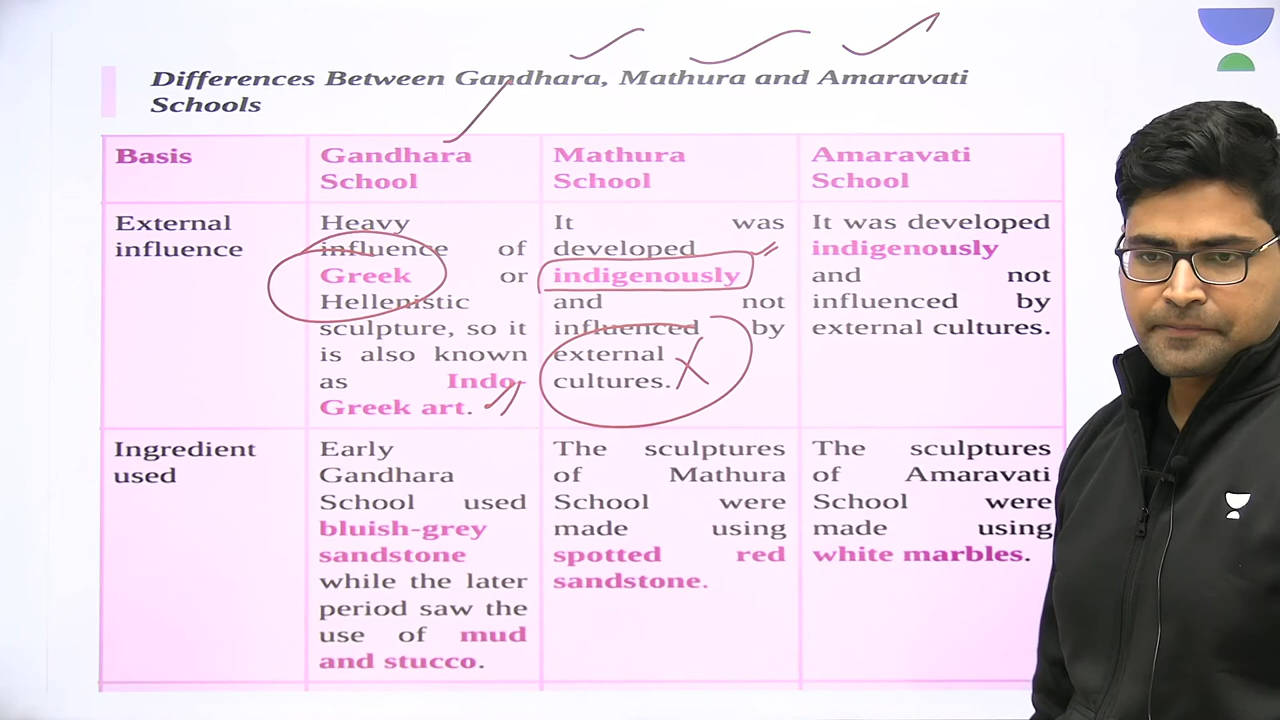 Differences Between Gandhara, Mathura and Amaravati
Schools
Basis
Gandhara
School
Mathura
School
Amaravati
School
External
influence
Heavy
influence of
Greek or
Hellenistic
sculpture, so it
is also known
as Indo-
Greek art.
It was
developed
indigenously
and not
influenced by
external
cultures.
It was developed
indigenously
and not
influenced by
external cultures.
Ingredient
used
Early
Gandhara
School used
bluish-grey
sandstone
while the later
period saw the
use of mud
and stucco.
The sculptures
of Mathura
School were
made using
spotted red
sandstone.
The sculptures
of Amaravati
School were
made using
white marbles.